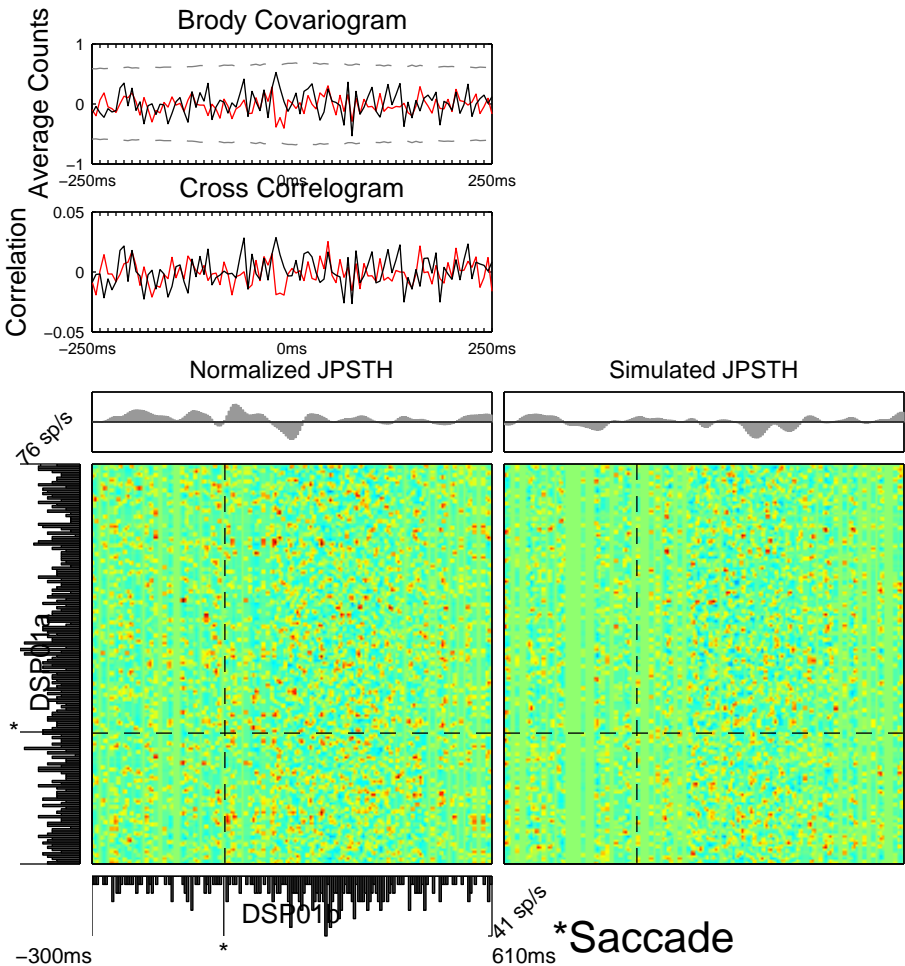 Brody Covariogram
Average Counts
1
0
−1
−250ms
0ms
250ms
Cross Correlogram
Correlation
0.05
0
−0.05
−250ms
0ms
250ms
Normalized JPSTH
Simulated JPSTH
76 sp/s
DSP01a
*
DSP01b
41 sp/s
*
*Saccade
−300ms
610ms